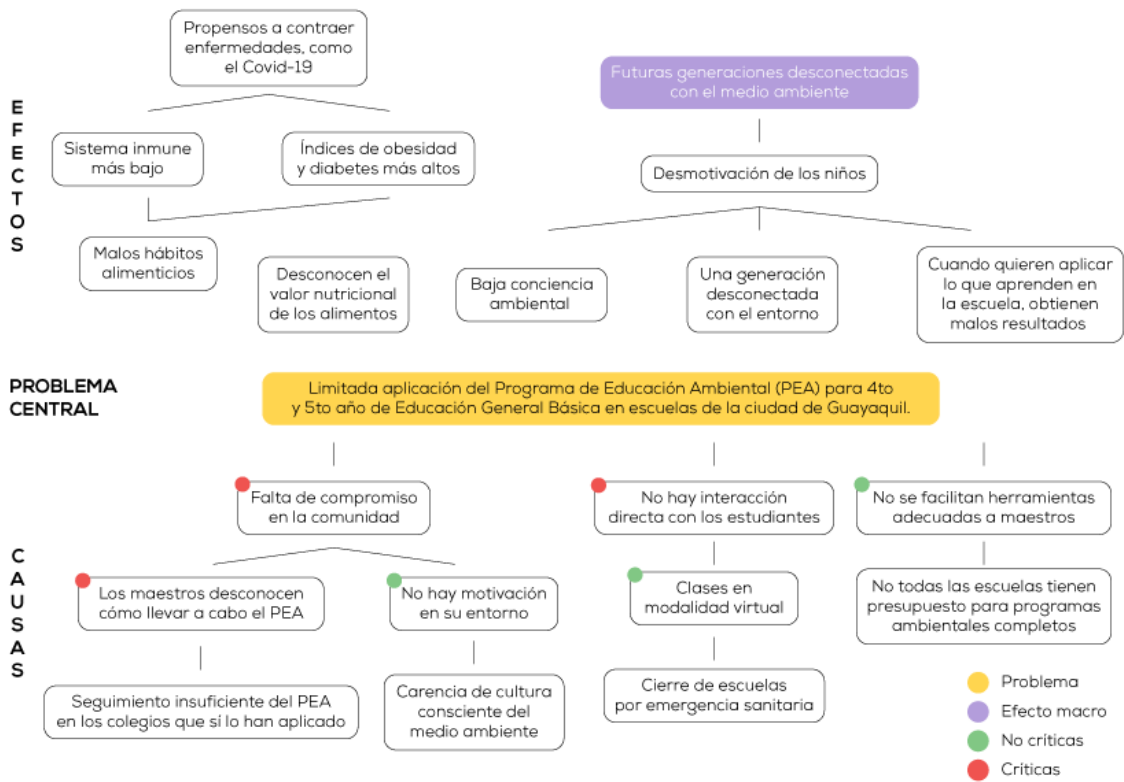 EFECTOS
Propensos a contraer
enfermedades, como
el Covid-19
Futuras generaciones desconectadas
con el medio ambiente
Sistema inmune
más bajo
Índices de obesidad
y diabetes más altos
Desmotivación de los niños
Malos hábitos
alimenticios
Desconocen el
valor nutricional
de los alimentos
Baja conciencia
ambiental
Una generación
desconectada
con el entorno
Cuando quieren aplicar
lo que aprenden en
la escuela, obtienen
malos resultados
PROBLEMA
CENTRAL
Limitada aplicación del Programa de Educación Ambiental (PEA) para 4to
y 5to año de Educación General Básica en escuelas de la ciudad de Guayaquil.
CAUSAS
Falta de compromiso
en la comunidad
No hay interacción
directa con los estudiantes
No se facilitan herramientas
adecuadas a maestros
Los maestros desconocen
cómo llevar a cabo el PEA
No hay motivación
en su entorno
Clases en
modalidad virtual
No todas las escuelas tienen
presupuesto para programas
ambientales completos
Seguimiento insuficiente del PEA
en los colegios que sí lo han aplicado
Carencia de cultura
consciente del
medio ambiente
Cierre de escuelas
por emergencia sanitaria
Problema
Efecto macro
No críticas
Críticas